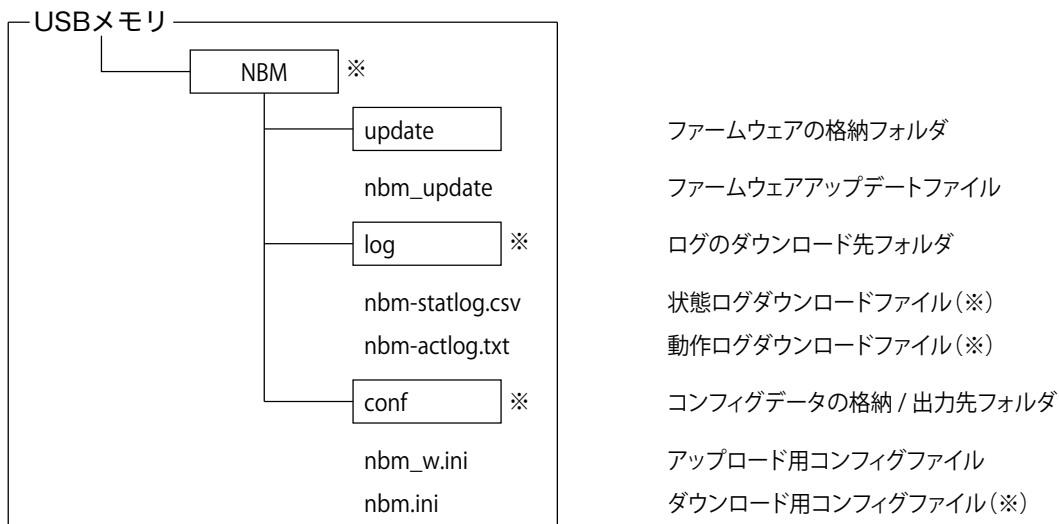 USBメモリ
NBM ※
update ファームウェアの格納フォルダ
nbm_update ファームウェアアップデートファイル
log ※ ログのダウンロード先フォルダ
nbm-statlog.csv 状態ログダウンロードファイル（※）
nbm-actlog.txt 動作ログダウンロードファイル（※）
conf ※ コンフィグデータの格納 / 出力先フォルダ
nbm_w.ini アップロード用コンフィグファイル
nbm.ini ダウンロード用コンフィグファイル（※）